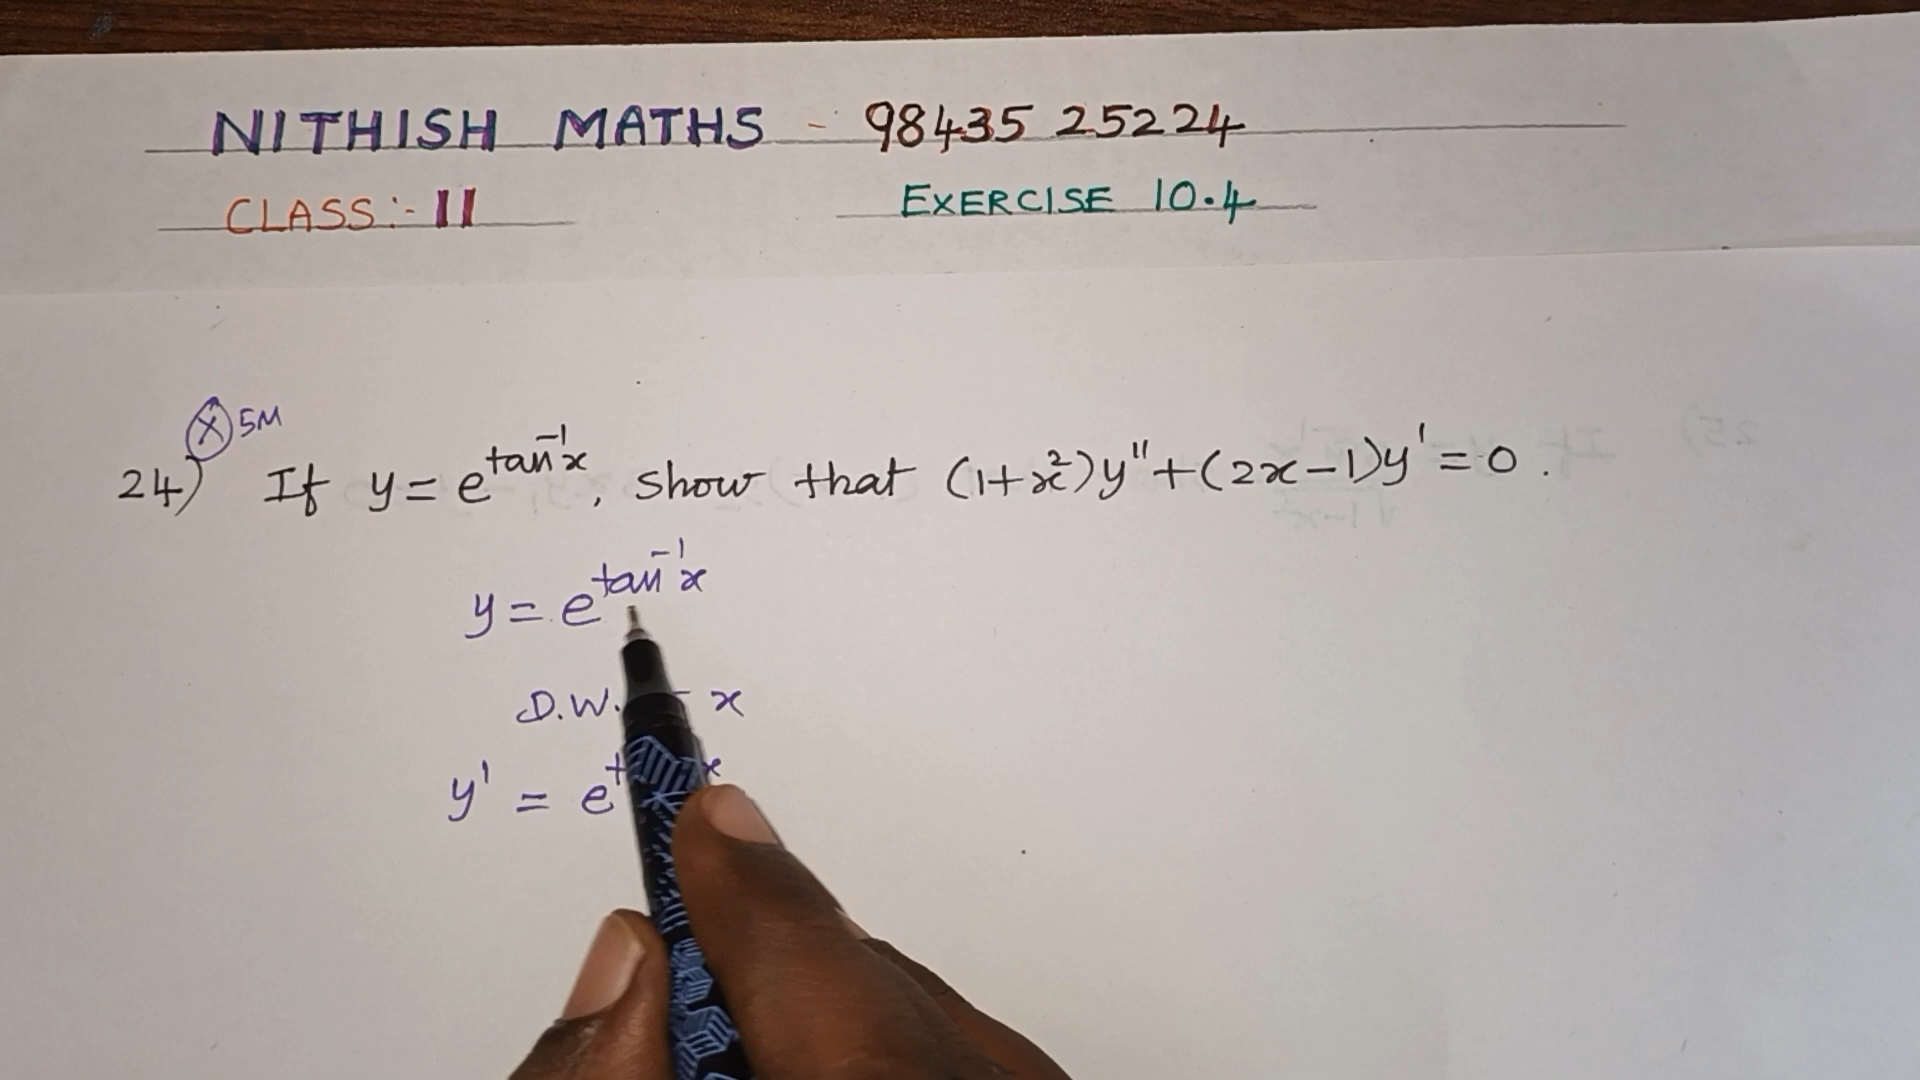 NITHISH MATHS - 98435 25224
CLASS :- 11 EXERCISE 10.4
(X) 5M
24) If y = e^{tan⁻¹x}, show that (1+x²)y''+(2x-1)y' = 0.
y = e^{tan⁻¹x}
D.W. x
y' = e